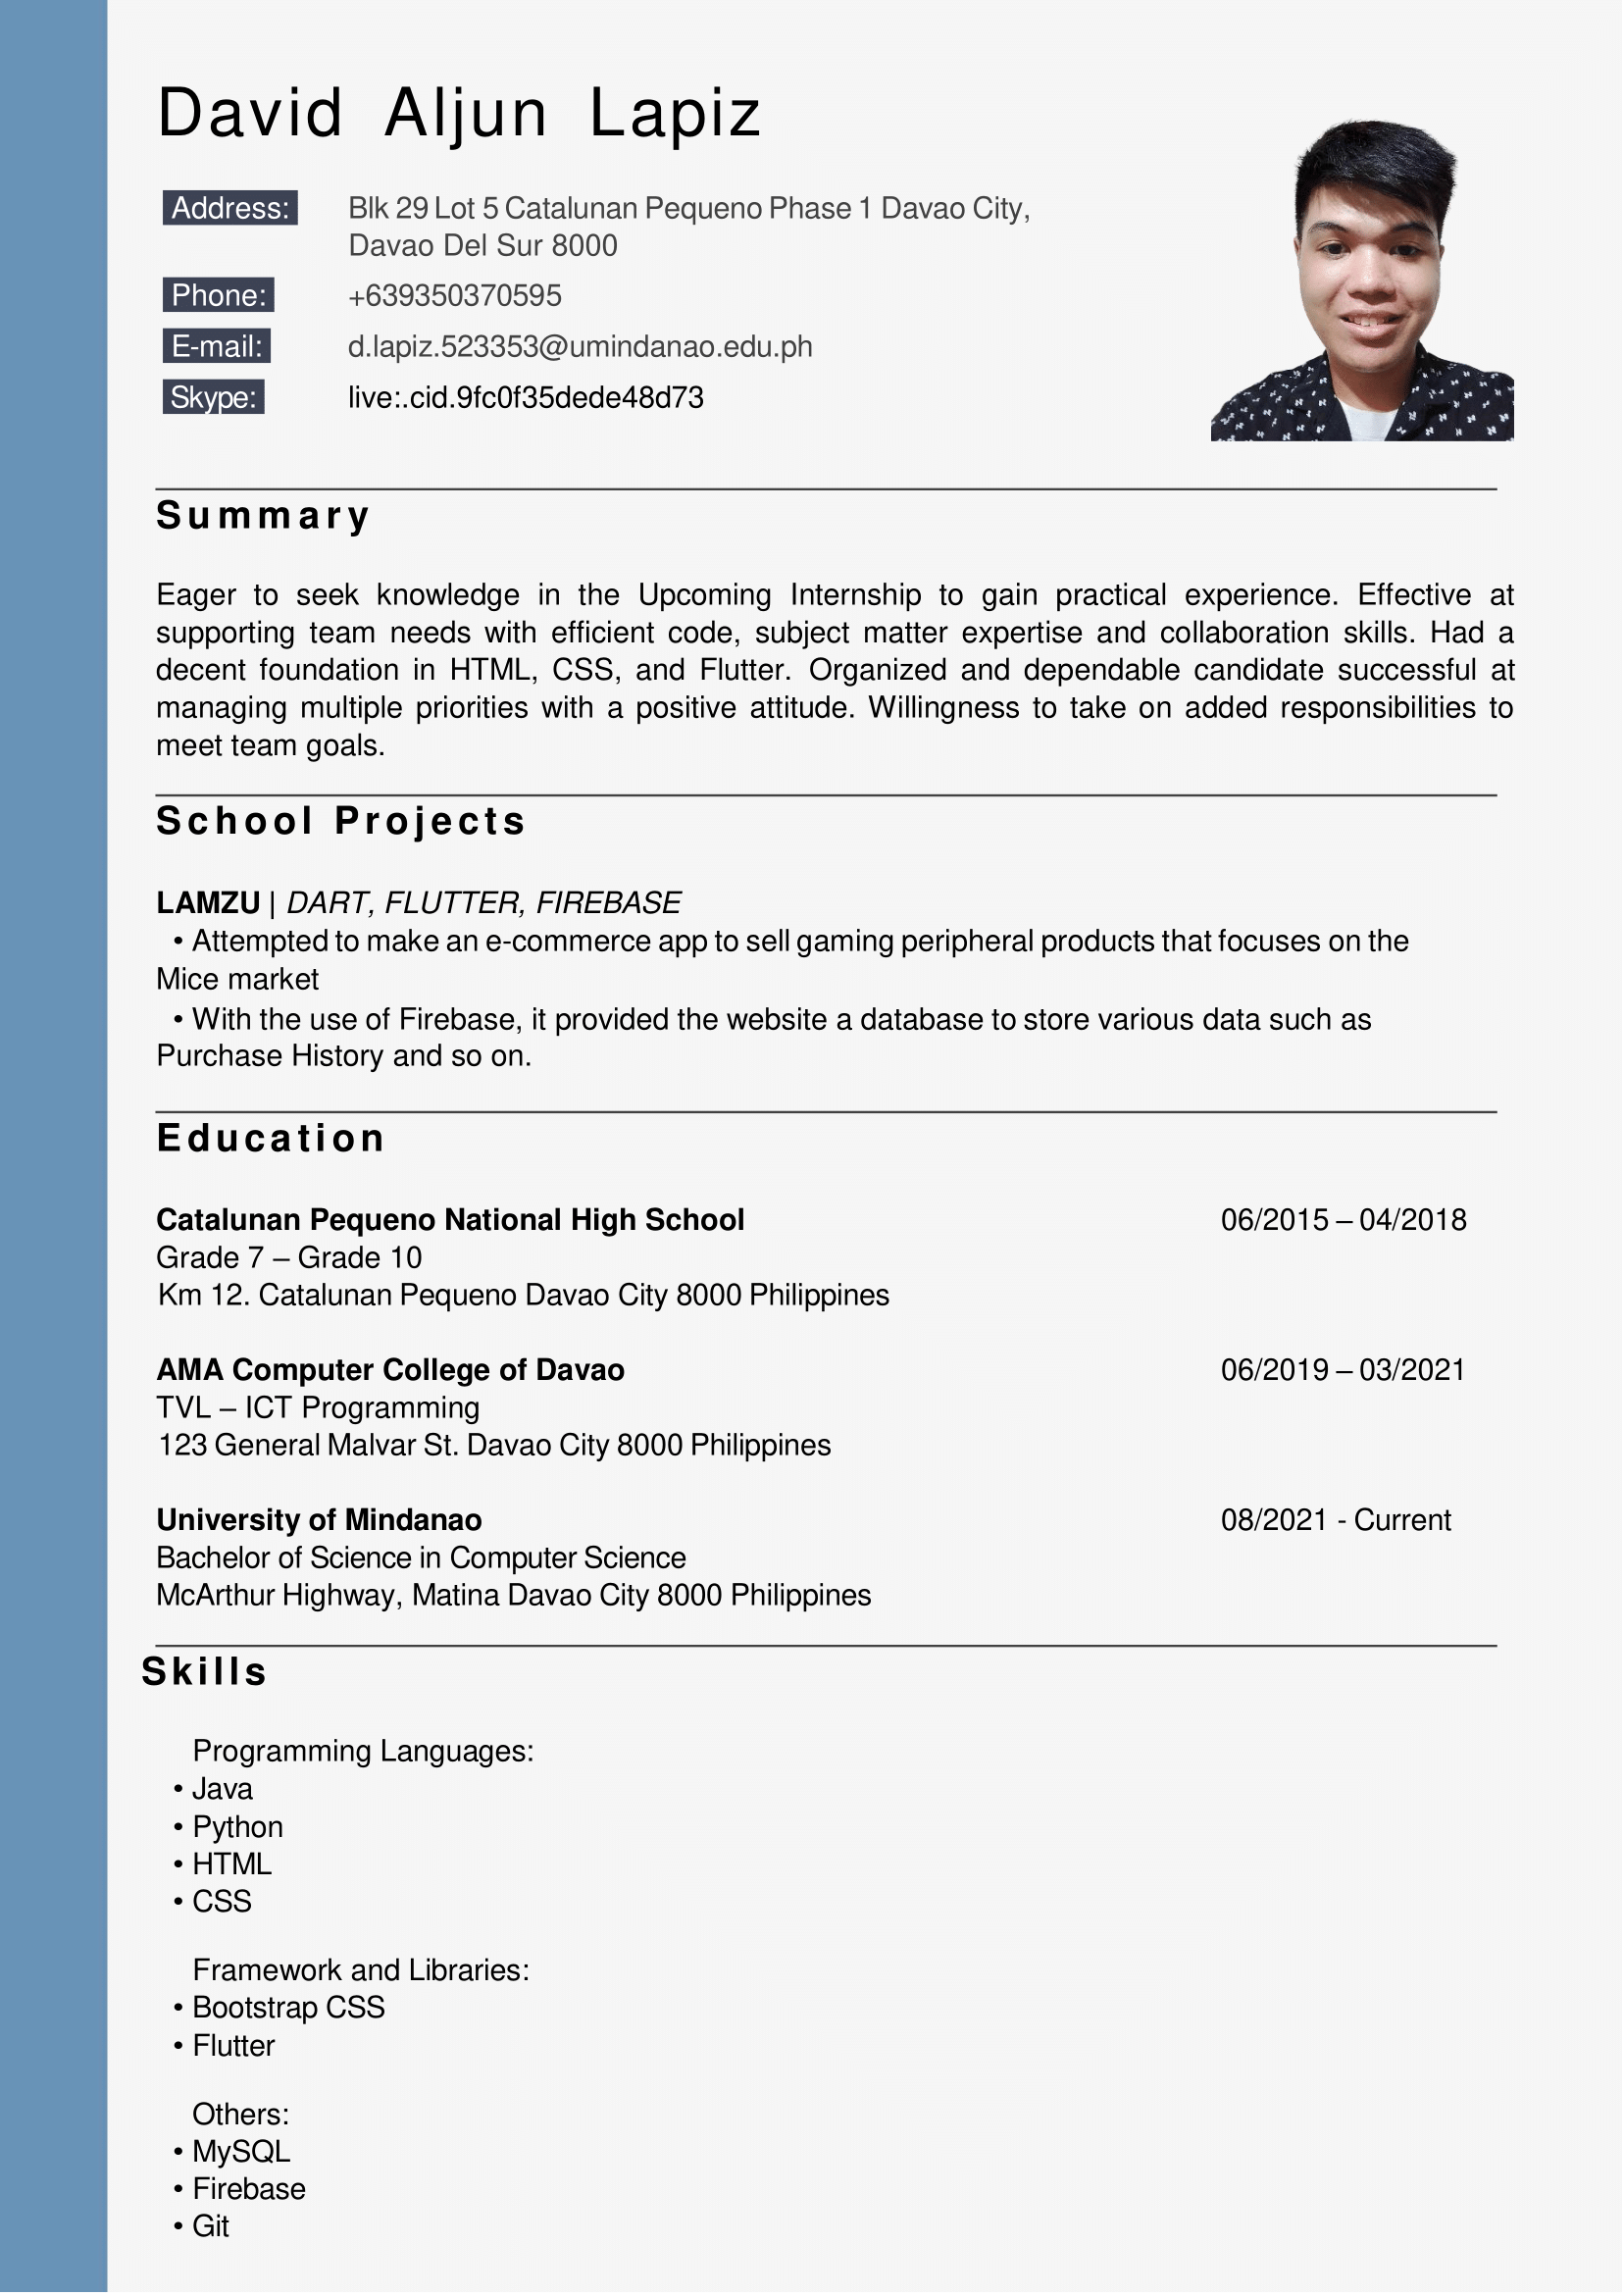 David Aljun Lapiz
Address: Blk 29 Lot 5 Catalunan Pequeno Phase 1 Davao City,
Davao Del Sur 8000
Phone: +639350370595
E-mail: d.lapiz.523353@umindanao.edu.ph
Skype: live:.cid.9fc0f35dede48d73
Summary
Eager to seek knowledge in the Upcoming Internship to gain practical experience. Effective at
supporting team needs with efficient code, subject matter expertise and collaboration skills. Had a
decent foundation in HTML, CSS, and Flutter. Organized and dependable candidate successful at
managing multiple priorities with a positive attitude. Willingness to take on added responsibilities to
meet team goals.
School Projects
LAMZU | DART, FLUTTER, FIREBASE
• Attempted to make an e-commerce app to sell gaming peripheral products that focuses on the
Mice market
• With the use of Firebase, it provided the website a database to store various data such as
Purchase History and so on.
Education
Catalunan Pequeno National High School 06/2015 – 04/2018
Grade 7 – Grade 10
Km 12. Catalunan Pequeno Davao City 8000 Philippines
AMA Computer College of Davao 06/2019 – 03/2021
TVL – ICT Programming
123 General Malvar St. Davao City 8000 Philippines
University of Mindanao 08/2021 - Current
Bachelor of Science in Computer Science
McArthur Highway, Matina Davao City 8000 Philippines
Skills
Programming Languages:
• Java
• Python
• HTML
• CSS
Framework and Libraries:
• Bootstrap CSS
• Flutter
Others:
• MySQL
• Firebase
• Git